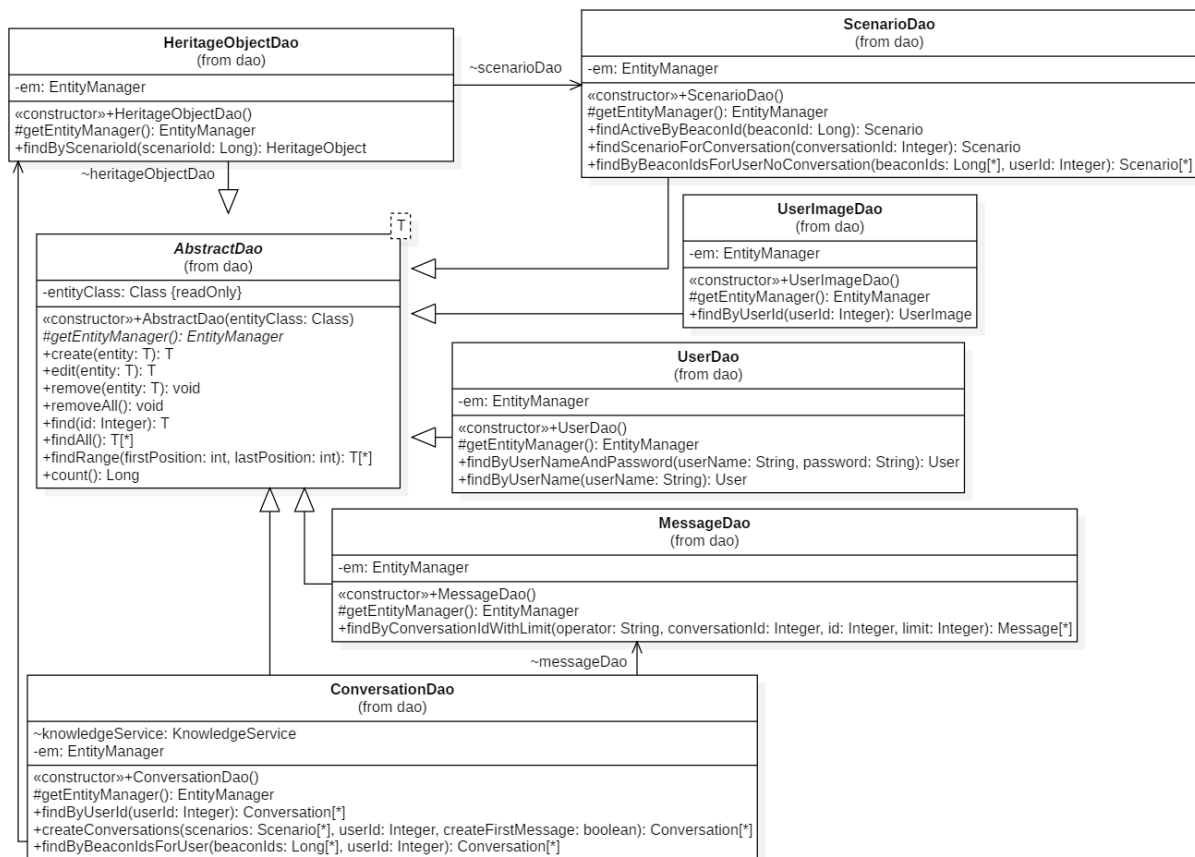 HeritageObjectDao
(from dao)
-em: EntityManager
«constructor»+HeritageObjectDao()
#getEntityManager(): EntityManager
+findByScenarioId(scenarioId: Long): HeritageObject
~scenarioDao
ScenarioDao
(from dao)
-em: EntityManager
«constructor»+ScenarioDao()
#getEntityManager(): EntityManager
+findActiveByBeaconId(beaconId: Long): Scenario
+findScenarioForConversation(conversationId: Integer): Scenario
+findByBeaconIdsForUserNoConversation(beaconIds: Long[*], userId: Integer): Scenario[*]
~heritageObjectDao
T
AbstractDao
(from dao)
-entityClass: Class {readOnly}
«constructor»+AbstractDao(entityClass: Class)
#getEntityManager(): EntityManager
+create(entity: T): T
+edit(entity: T): T
+remove(entity: T): void
+removeAll(): void
+find(id: Integer): T
+findAll(): T[*]
+findRange(firstPosition: int, lastPosition: int): T[*]
+count(): Long
UserImageDao
(from dao)
-em: EntityManager
«constructor»+UserImageDao()
#getEntityManager(): EntityManager
+findByUserId(userId: Integer): UserImage
UserDao
(from dao)
-em: EntityManager
«constructor»+UserDao()
#getEntityManager(): EntityManager
+findByUserNameAndPassword(userName: String, password: String): User
+findByUserName(userName: String): User
MessageDao
(from dao)
-em: EntityManager
«constructor»+MessageDao()
#getEntityManager(): EntityManager
+findByConversationIdWithLimit(operator: String, conversationId: Integer, id: Integer, limit: Integer): Message[*]
~messageDao
ConversationDao
(from dao)
~knowledgeService: KnowledgeService
-em: EntityManager
«constructor»+ConversationDao()
#getEntityManager(): EntityManager
+findByUserId(userId: Integer): Conversation[*]
+createConversations(scenarios: Scenario[*], userId: Integer, createFirstMessage: boolean): Conversation[*]
+findByBeaconIdsForUser(beaconIds: Long[*], userId: Integer): Conversation[*]